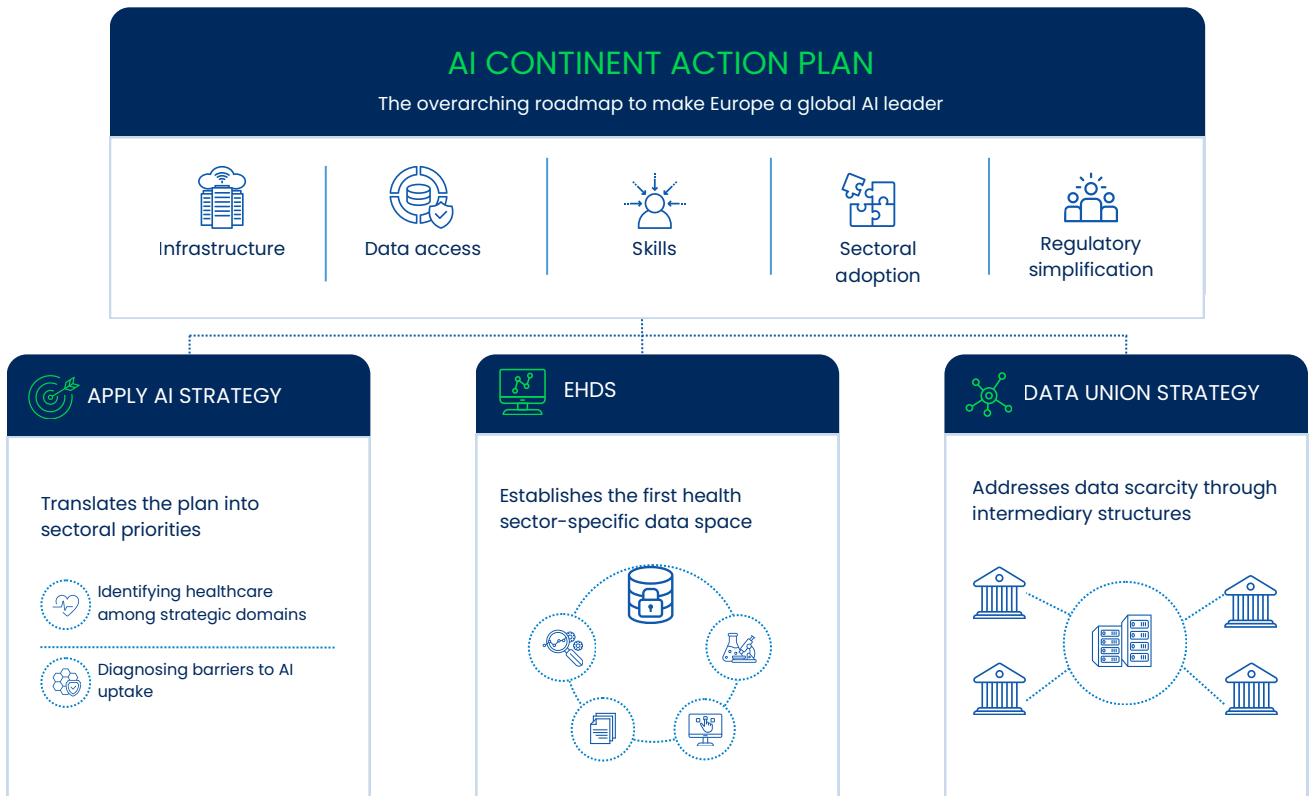 AI CONTINENT ACTION PLAN
The overarching roadmap to make Europe a global AI leader
Infrastructure
Data access
Skills
Sectoral
adoption
Regulatory
simplification
APPLY AI STRATEGY
Translates the plan into
sectoral priorities
Identifying healthcare
among strategic domains
Diagnosing barriers to AI
uptake
EHDS
Establishes the first health
sector-specific data space
DATA UNION STRATEGY
Addresses data scarcity through
intermediary structures